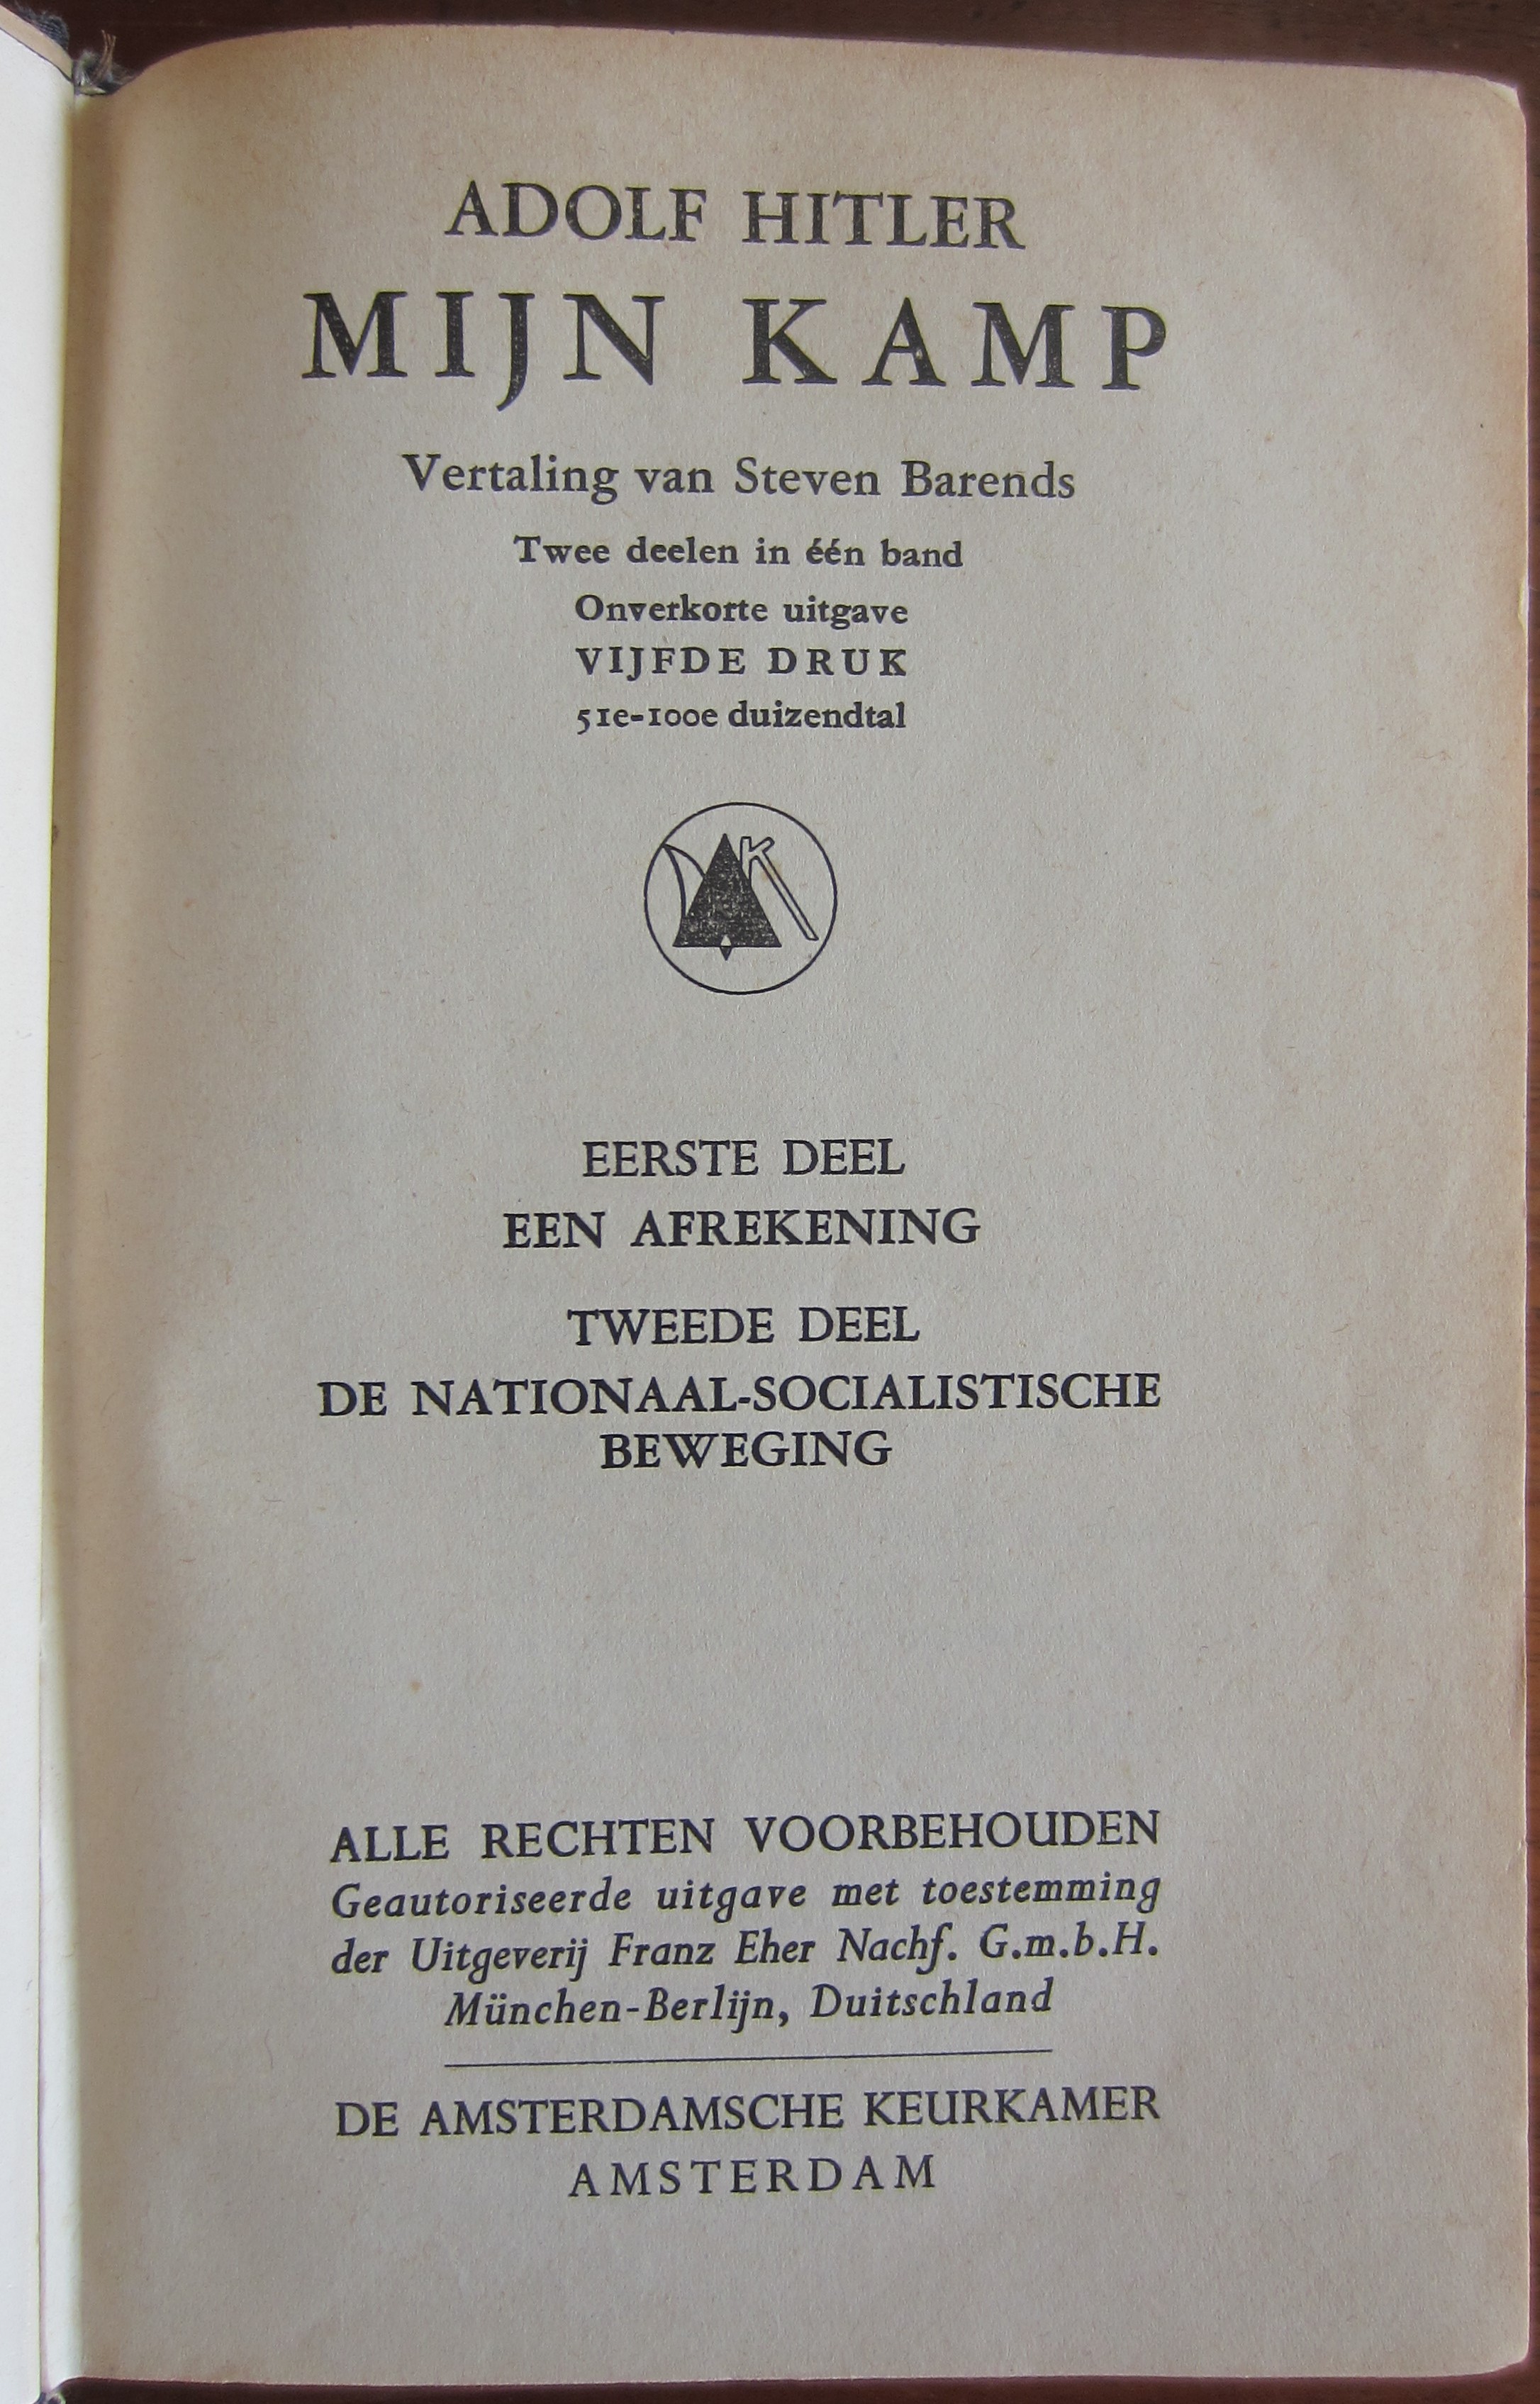 ADOLF HITLER
MIJN KAMP
Vertaling van Steven Barends
Twee deelen in één band
Onverkorte uitgave
VIJFDE DRUK
51e-100e duizendtal
EERSTE DEEL
EEN AFREKENING
TWEEDE DEEL
DE NATIONAAL-SOCIALISTISCHE
BEWEGING
ALLE RECHTEN VOORBEHOUDEN
Geautoriseerde uitgave met toestemming
der Uitgeverij Franz Eher Nachf. G.m.b.H.
München-Berlijn, Duitschland
DE AMSTERDAMSCHE KEURKAMER
AMSTERDAM